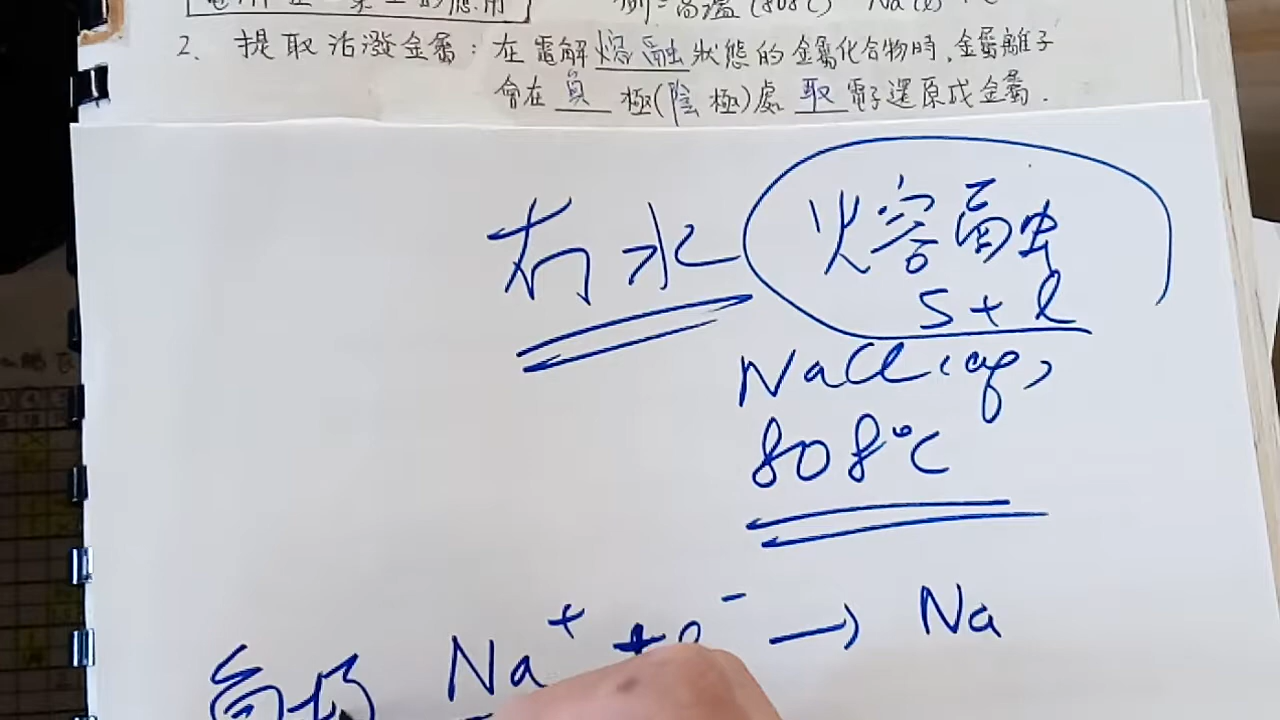 2. 提取活潑金屬：在電解熔融狀態的金屬化合物時，金屬離子
會在 負 極(陰極)處 取 電子還原成金屬．
有水 熔融
s+l
NaCl(aq)
808°C
Na⁺ + e⁻ → Na